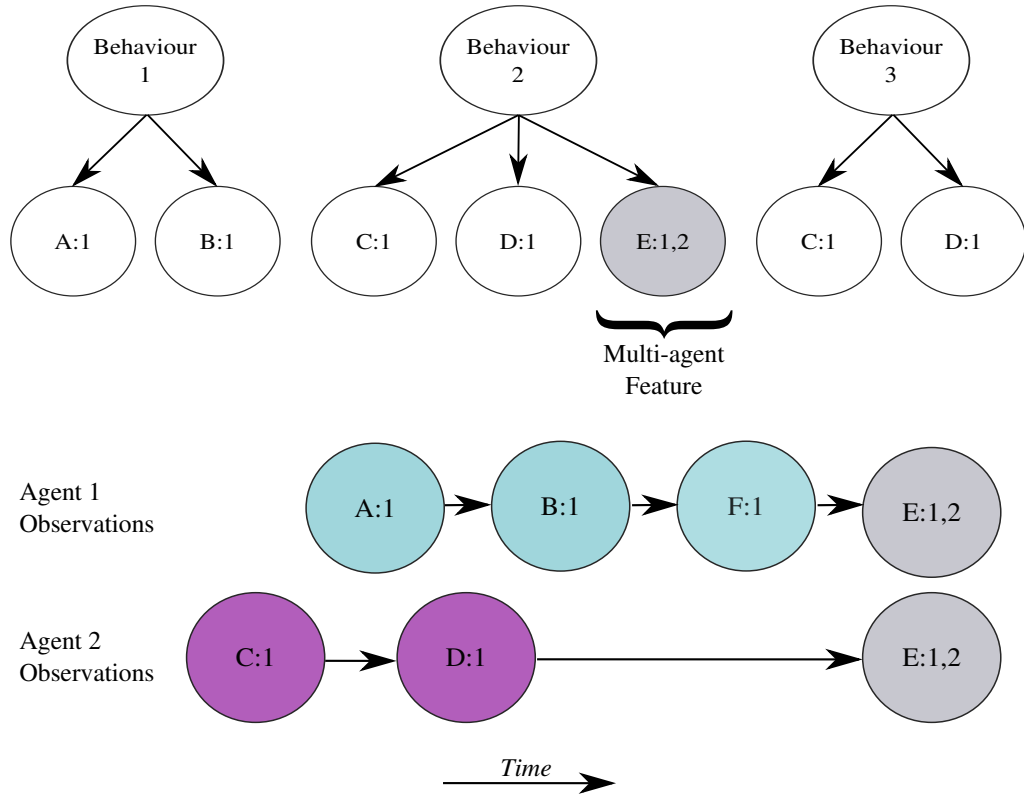 Behaviour
1
Behaviour
2
Behaviour
3
A:1
B:1
C:1
D:1
E:1,2
C:1
D:1
Multi-agent
Feature
Agent 1
Observations
A:1
B:1
F:1
E:1,2
Agent 2
Observations
C:1
D:1
E:1,2
Time